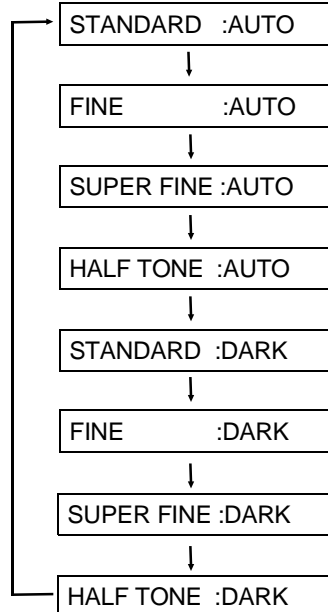 STANDARD :AUTO
FINE :AUTO
SUPER FINE :AUTO
HALF TONE :AUTO
STANDARD :DARK
FINE :DARK
SUPER FINE :DARK
HALF TONE :DARK